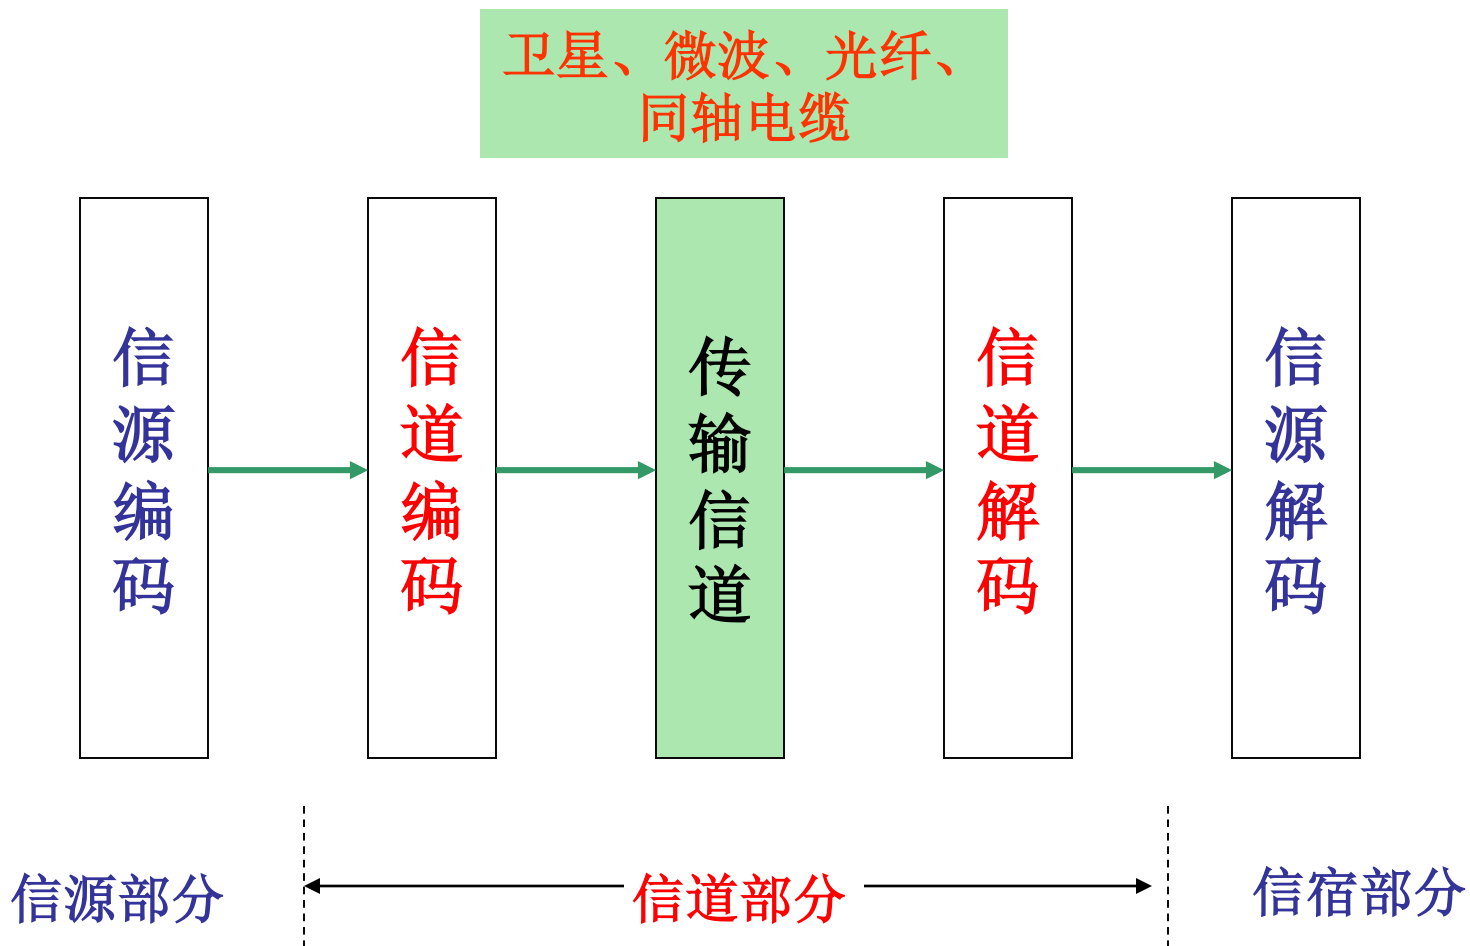 卫星、微波、光纤、
同轴电缆
信源编码
信道编码
传输信道
信道解码
信源解码
信源部分
信道部分
信宿部分